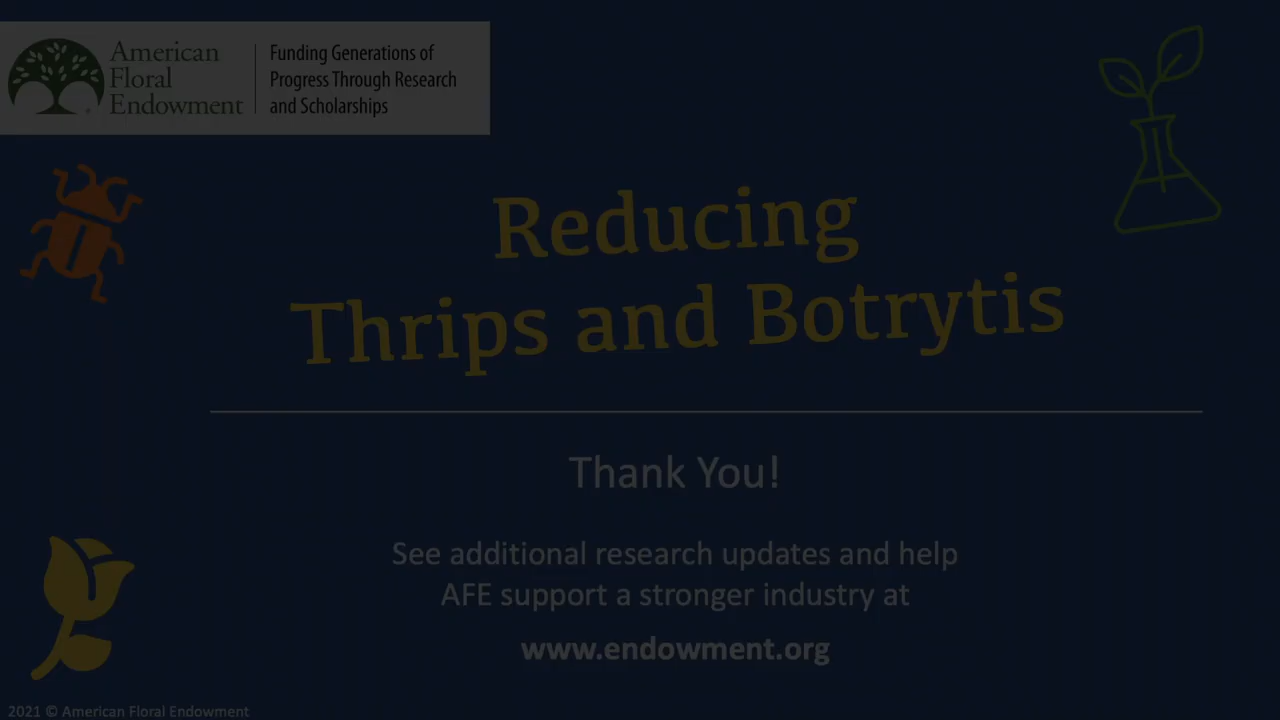 American
Floral
Endowment
Funding Generations of
Progress Through Research
and Scholarships
Reducing
Thrips and Botrytis
Thank You!
See additional research updates and help
AFE support a stronger industry at
www.endowment.org
2021 © American Floral Endowment